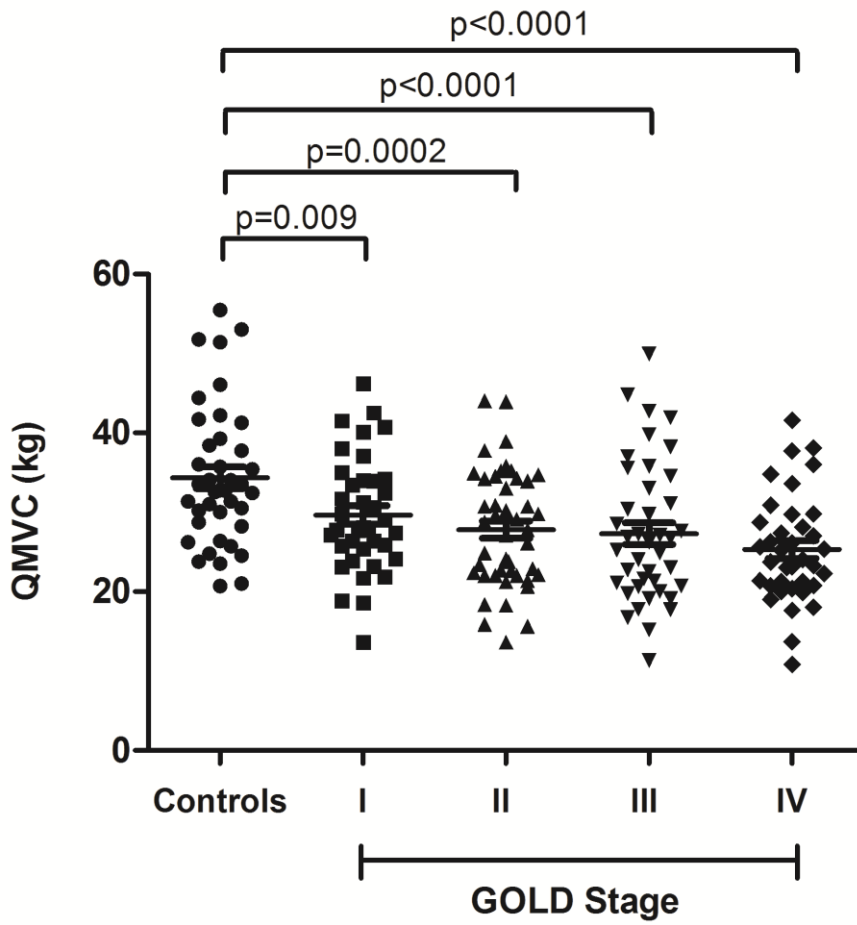 p<0.0001
p<0.0001
p=0.0002
p=0.009
60
40
20
0
QMVC (kg)
Controls I II III IV
GOLD Stage